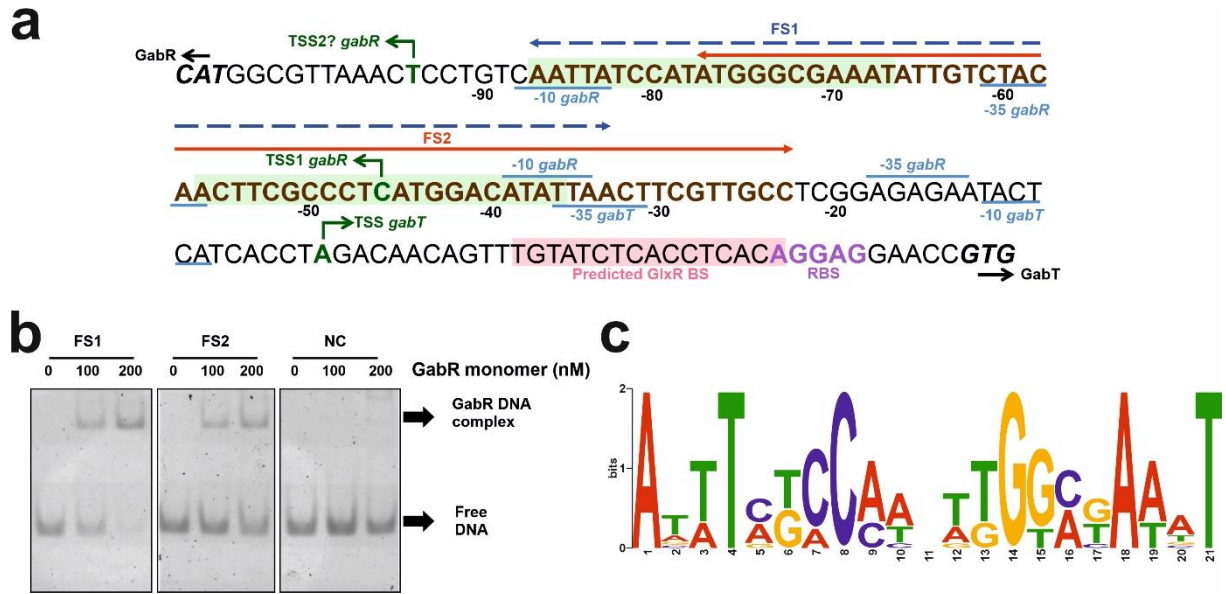 a
FS1
TSS2? gabR
GabR
CATGGCGTTAAACTCCTGTCAATTATCCATATGGGCGAAATATTGTCTAC
-90 -10 gabR -80 -70 -60
-35 gabR
FS2
TSS1 gabR -10 gabR -35 gabR
AACTTCGCCCTCATGGACATATTAACTTCGTTGCCTCGGAGAGAATACT
-50 -40 -35 gabT -30 -20 -10 gabT
TSS gabT
CATCACCTAGACAACAGTTTGTATCTCACCTCACAGGAGGAACCGTG
Predicted GlxR BS RBS GabT
b
FS1 FS2 NC
0 100 200 0 100 200 0 100 200 GabR monomer (nM)
GabR DNA
complex
Free
DNA
c
2
1
0
bits
ATTTCTCCAATTGGCGAAAT
1 2 3 4 5 6 7 8 9 10 11 12 13 14 15 16 17 18 19 20 21